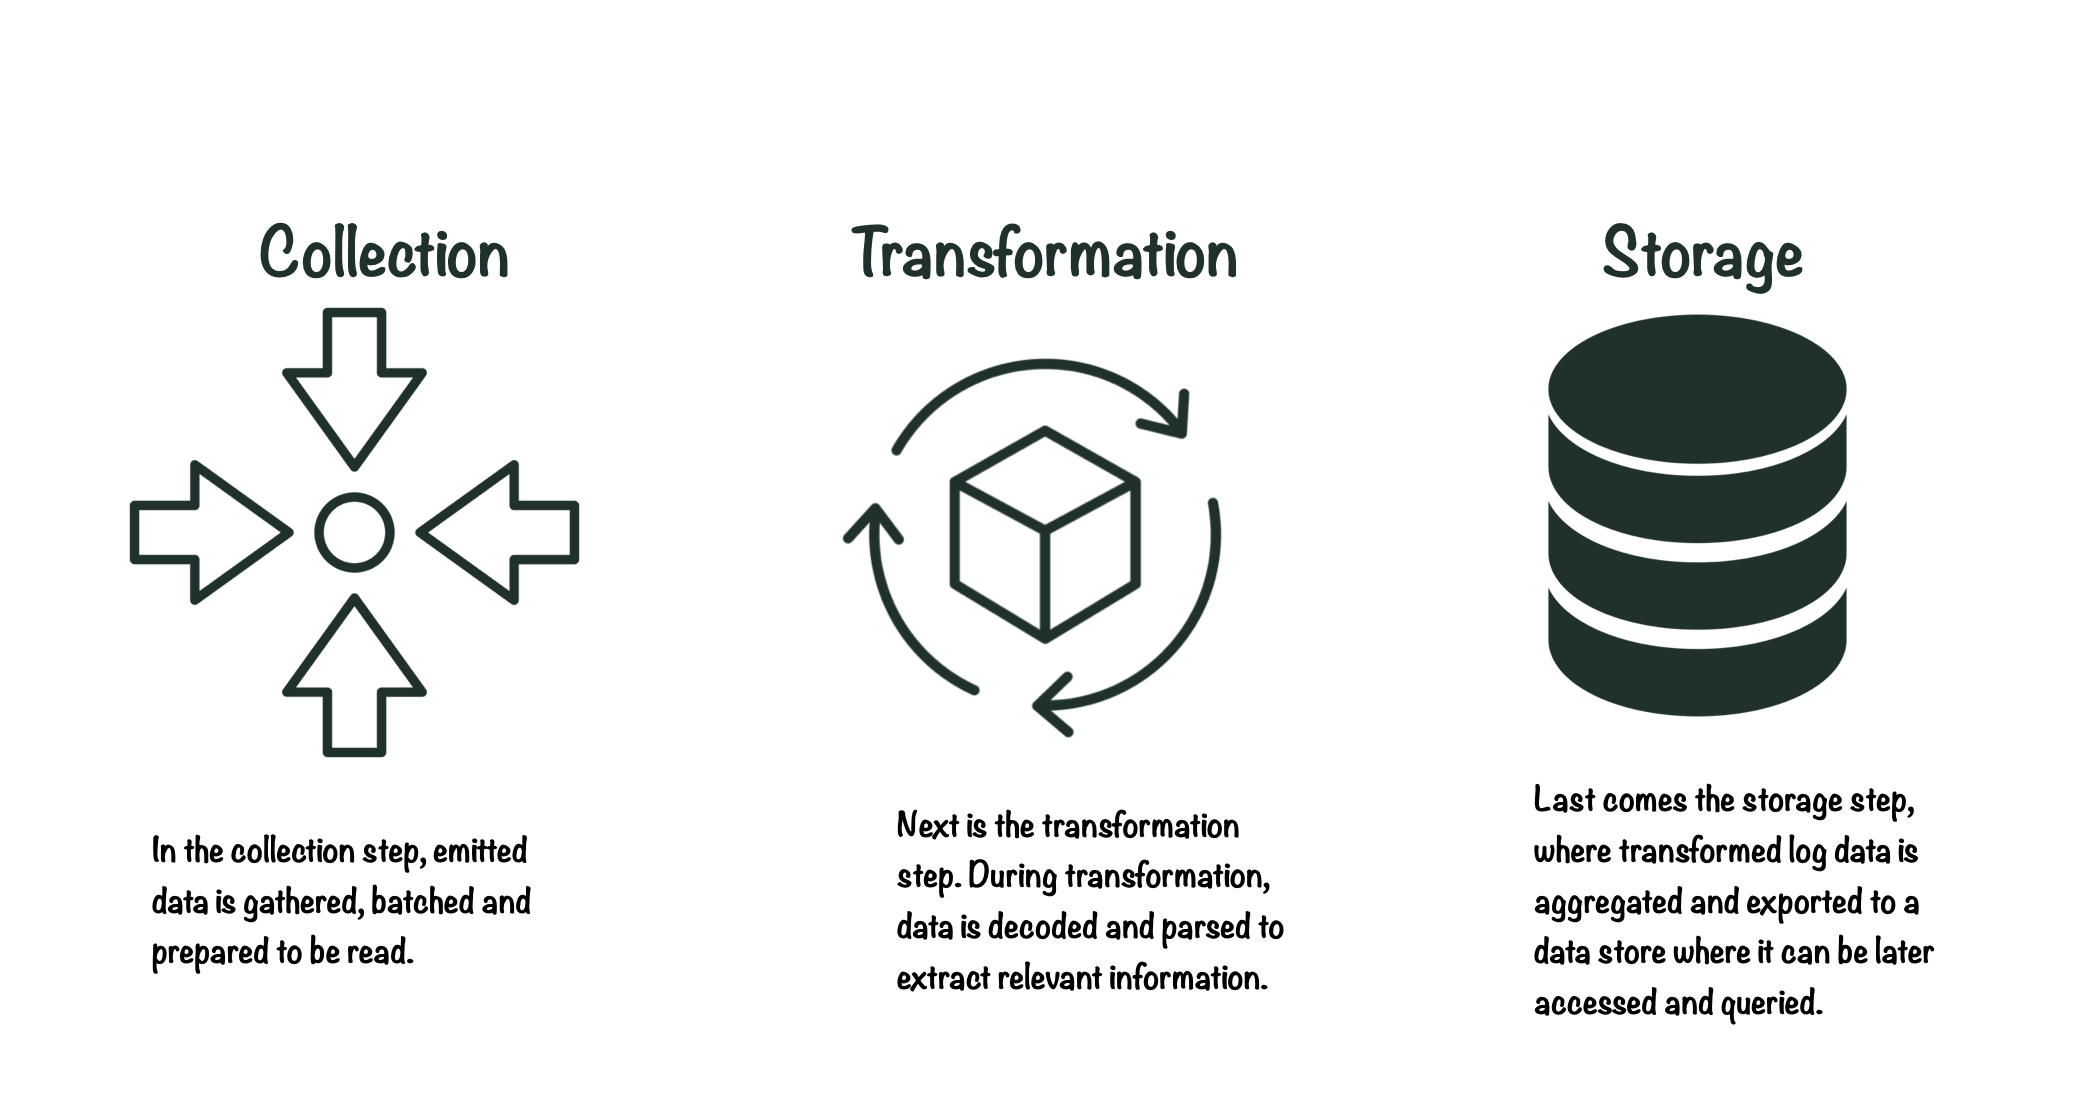 Collection
In the collection step, emitted
data is gathered, batched and
prepared to be read.
Transformation
Next is the transformation
step. During transformation,
data is decoded and parsed to
extract relevant information.
Storage
Last comes the storage step,
where transformed log data is
aggregated and exported to a
data store where it can be later
accessed and queried.